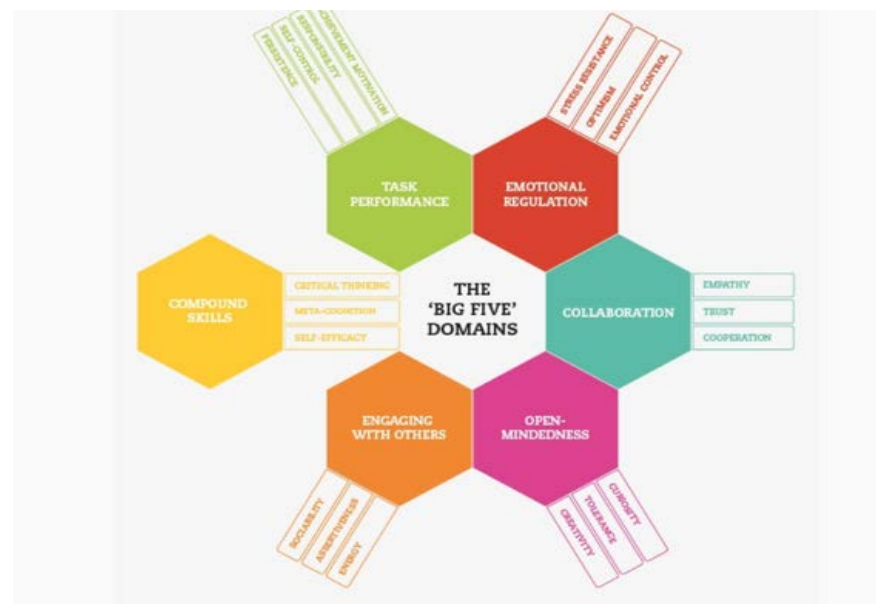 PERSISTENCE
SELF-CONTROL
RESPONSIBILITY
ACHIEVEMENT MOTIVATION
STRESS RESISTANCE
OPTIMISM
EMOTIONAL CONTROL
TASK
PERFORMANCE
EMOTIONAL
REGULATION
COMPOUND
SKILLS
CRITICAL THINKING
META-COGNITION
SELF-EFFICACY
THE
'BIG FIVE'
DOMAINS
COLLABORATION
EMPATHY
TRUST
COOPERATION
ENGAGING
WITH OTHERS
OPEN-
MINDEDNESS
SOCIABILITY
ASSERTIVENESS
ENERGY
CREATIVITY
TOLERANCE
CURIOSITY